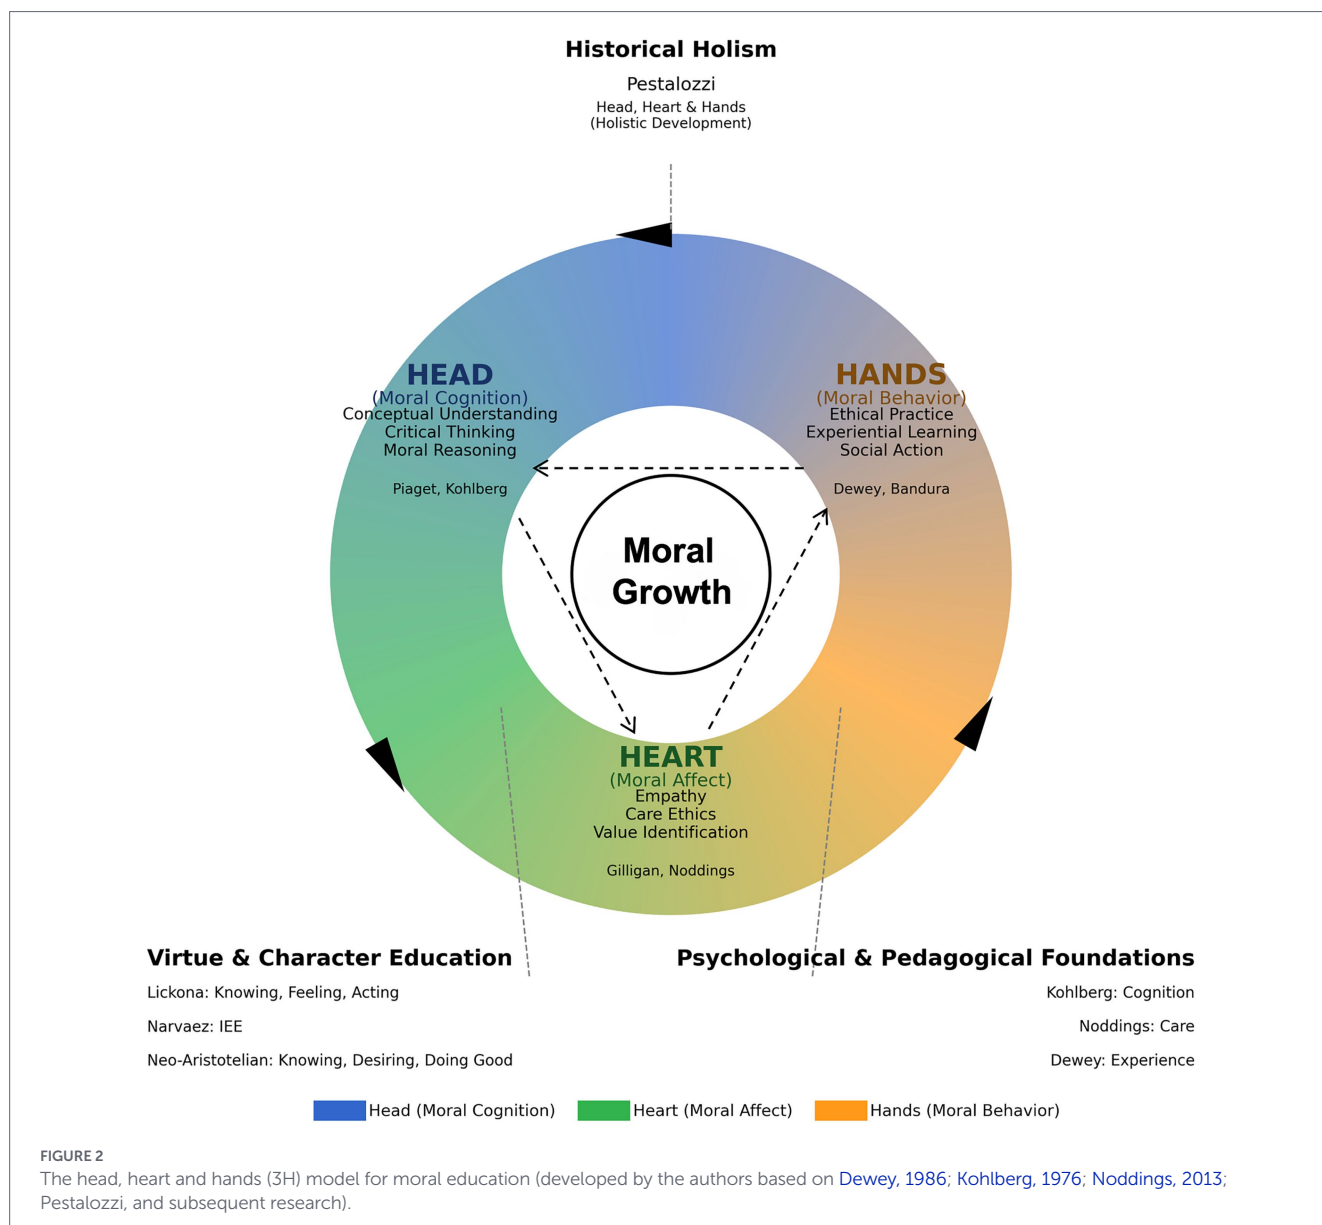 Historical Holism
Pestalozzi
Head, Heart & Hands
(Holistic Development)
HEAD
(Moral Cognition)
Conceptual Understanding
Critical Thinking
Moral Reasoning
Piaget, Kohlberg
HANDS
(Moral Behavior)
Ethical Practice
Experiential Learning
Social Action
Dewey, Bandura
Moral
Growth
HEART
(Moral Affect)
Empathy
Care Ethics
Value Identification
Gilligan, Noddings
Virtue & Character Education
Lickona: Knowing, Feeling, Acting
Narvaez: IEE
Neo-Aristotelian: Knowing, Desiring, Doing Good
Psychological & Pedagogical Foundations
Kohlberg: Cognition
Noddings: Care
Dewey: Experience
Head (Moral Cognition)
Heart (Moral Affect)
Hands (Moral Behavior)
FIGURE 2
The head, heart and hands (3H) model for moral education (developed by the authors based on Dewey, 1986; Kohlberg, 1976; Noddings, 2013;
Pestalozzi, and subsequent research).